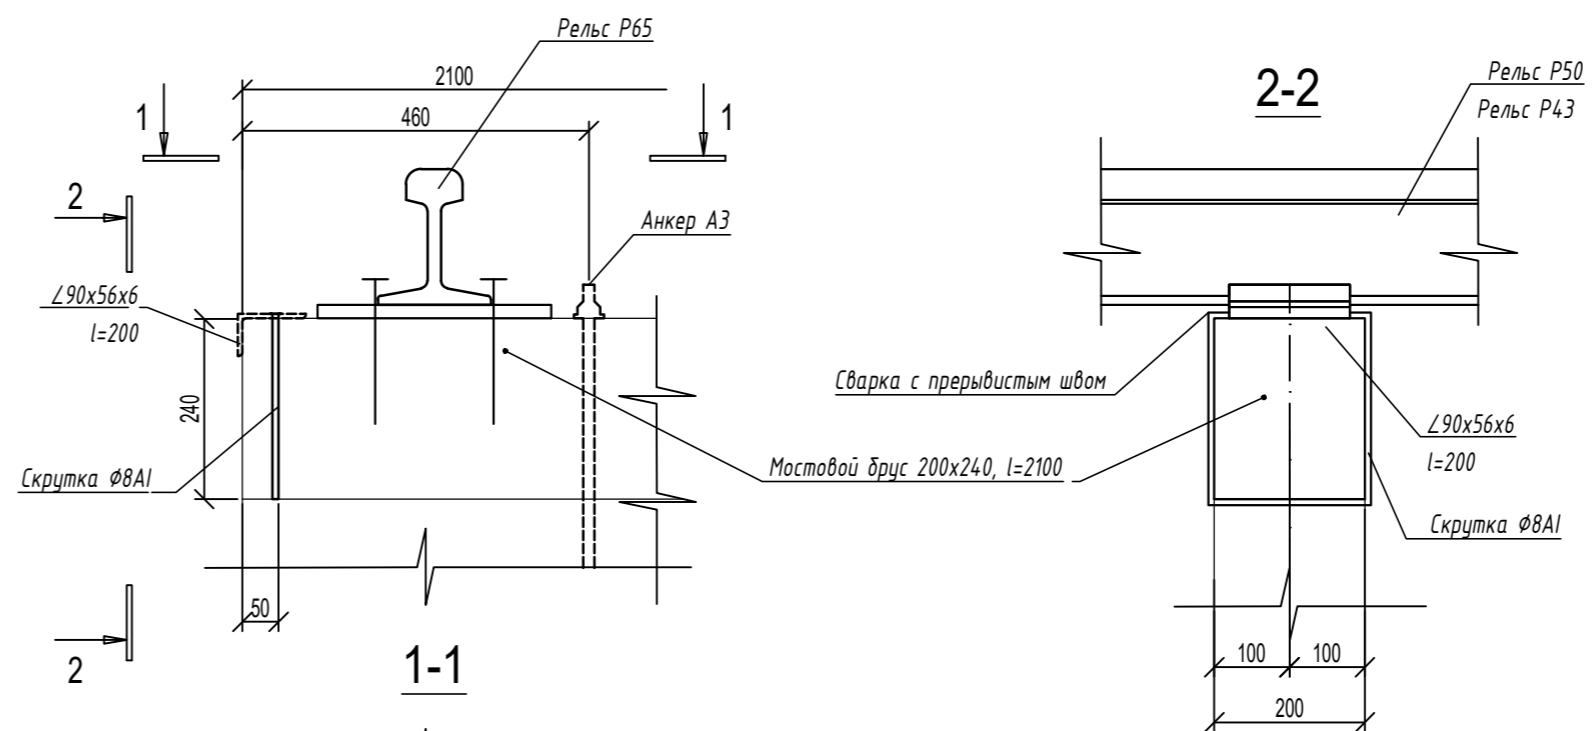 Рельс Р65
2100
460
1
1
2
Анкер А3
∠90х56х6
l=200
240
Скрутка Ф8АI
50
2
1-1
2-2
Рельс Р50
Рельс Р43
Сварка с прерывистым швом
Мостовой брус 200х240, l=2100
∠90х56х6
l=200
Скрутка Ф8АI
100
100
200